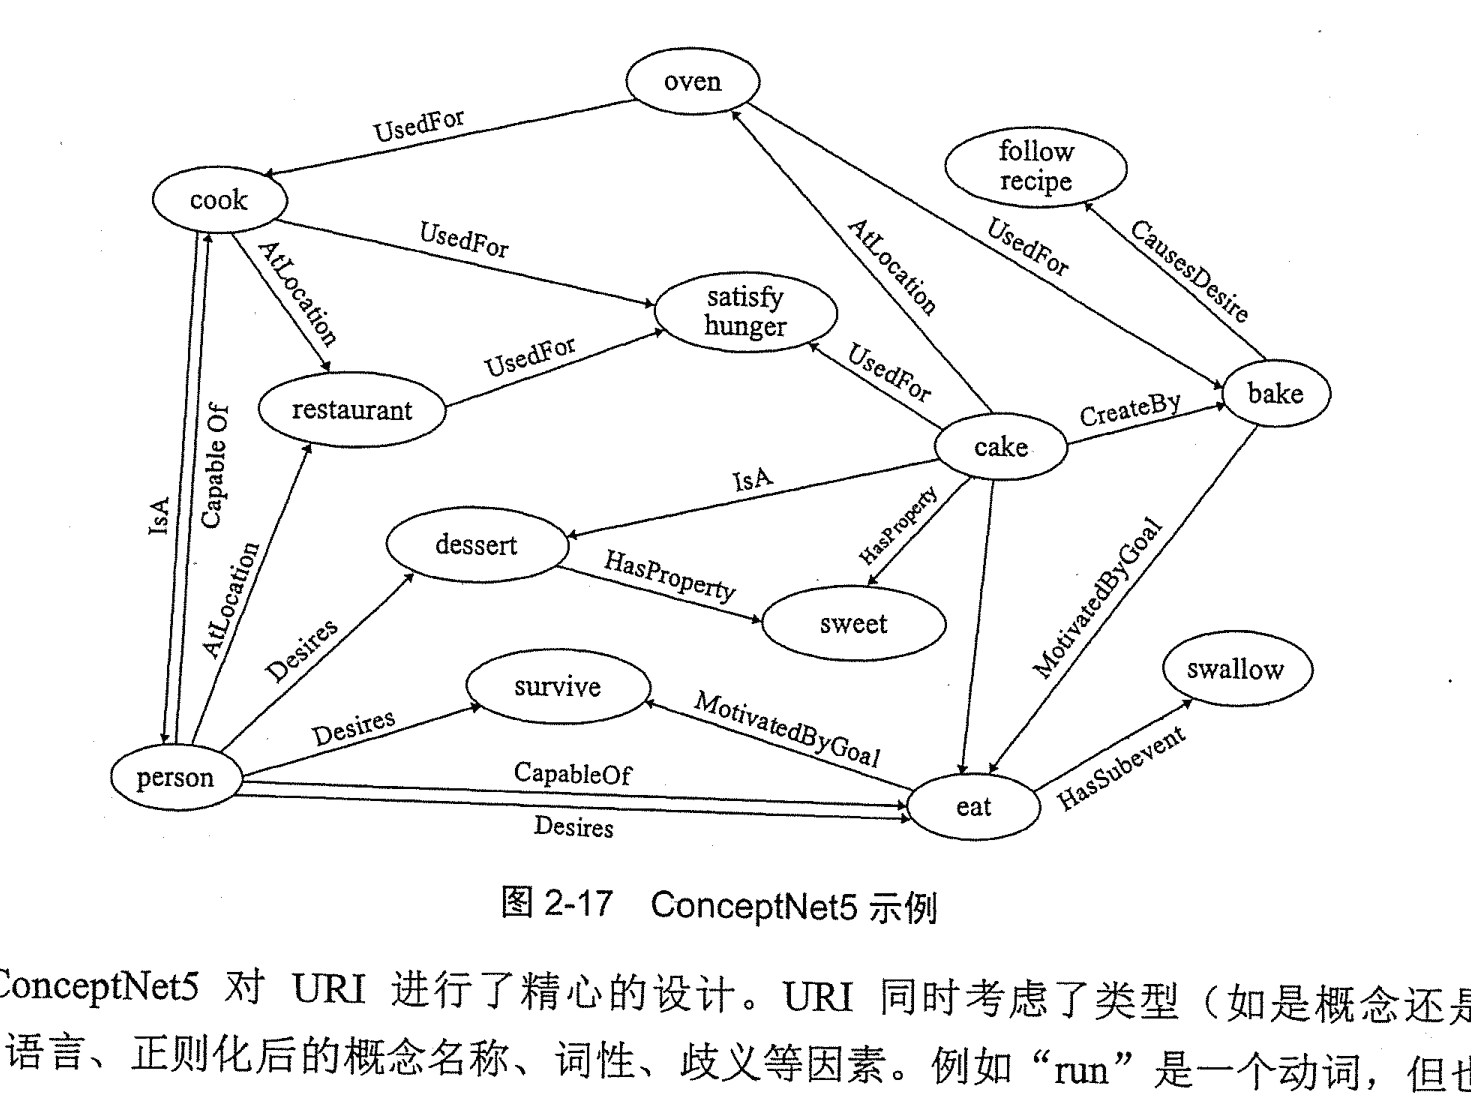 oven
UsedFor
follow
recipe
cook
UsedFor
AtLocation
UsedFor
CausesDesire
AtLocation
satisfy
hunger
UsedFor
UsedFor
restaurant
CreateBy
bake
Capable Of
cake
IsA
IsA
HasProperty
dessert
HasProperty
MotivatedByGoal
AtLocation
sweet
Desires
swallow
survive
MotivatedByGoal
Desires
person
CapableOf
eat
HasSubevent
Desires
图 2-17 ConceptNet5 示例
ConceptNet5 对 URI 进行了精心的设计。URI 同时考虑了类型（如是概念还是
语言、正则化后的概念名称、词性、歧义等因素。例如“run”是一个动词，但也